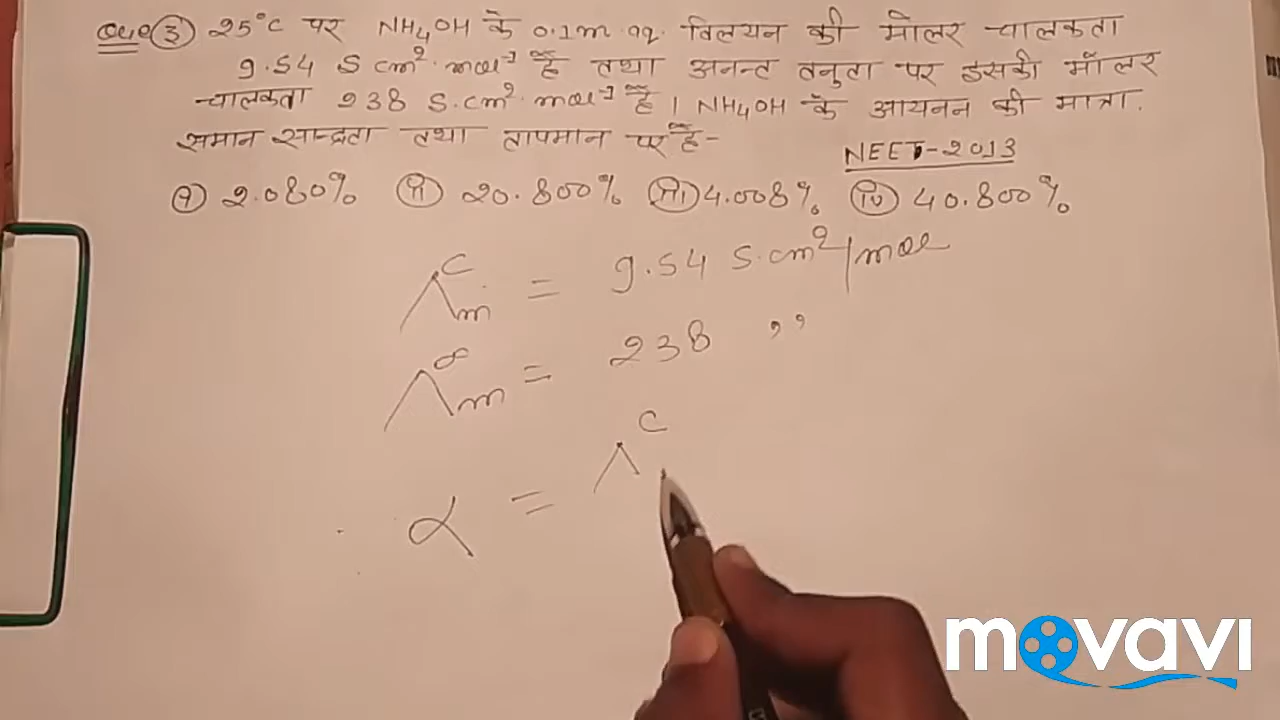 Que ③ 25°C पर NH₄OH के 0.1m aq. विलयन की मोलर चालकता
9.54 S cm² mol⁻¹ है तथा अनन्त तनुता पर इसकी मॉलर
चालकता 238 S.cm² mol⁻¹ है। NH₄OH के आयनन की मात्रा.
समान सान्द्रता तथा तापमान पर है-
NEET-2013
(i) 2.080% (ii) 20.800% (iii) 4.008% (iv) 40.800%
Λᶜm = 9.54 S.cm²/mol
Λ∞m = 238 ,,
α = Λᶜ
movavi